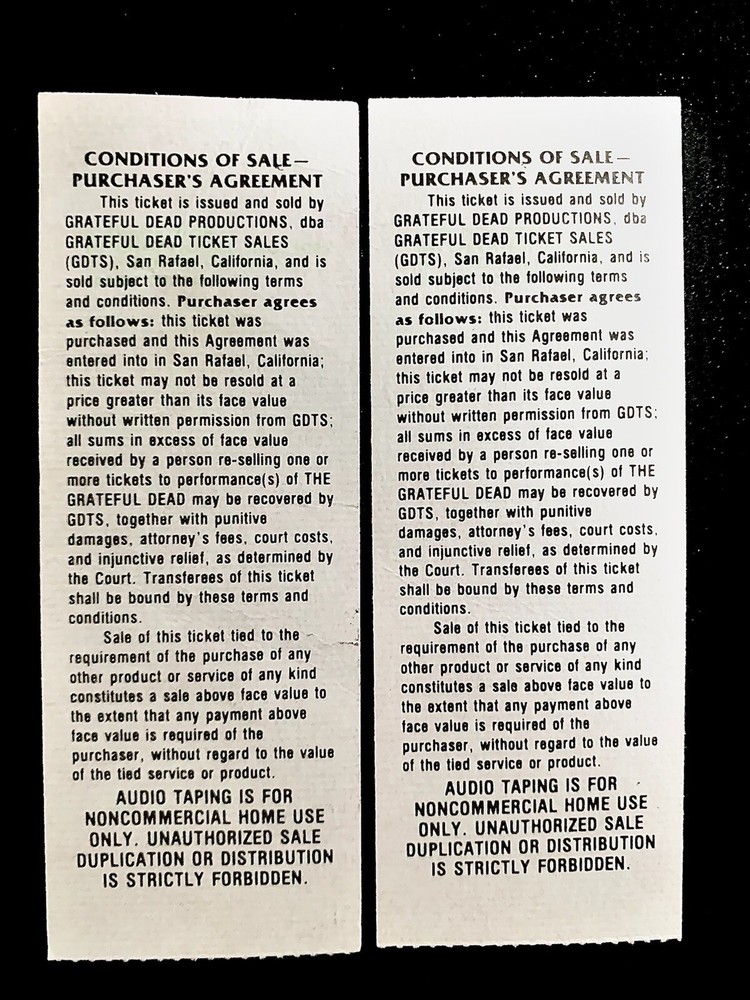 CONDITIONS OF SALE—
PURCHASER'S AGREEMENT
This ticket is issued and sold by
GRATEFUL DEAD PRODUCTIONS, dba
GRATEFUL DEAD TICKET SALES
(GDTS), San Rafael, California, and is
sold subject to the following terms
and conditions. Purchaser agrees
as follows: this ticket was
purchased and this Agreement was
entered into in San Rafael, California;
this ticket may not be resold at a
price greater than its face value
without written permission from GDTS;
all sums in excess of face value
received by a person re-selling one or
more tickets to performance(s) of THE
GRATEFUL DEAD may be recovered by
GDTS, together with punitive
damages, attorney's fees, court costs,
and injunctive relief, as determined by
the Court. Transferees of this ticket
shall be bound by these terms and
conditions.
Sale of this ticket tied to the
requirement of the purchase of any
other product or service of any kind
constitutes a sale above face value to
the extent that any payment above
face value is required of the
purchaser, without regard to the value
of the tied service or product.
AUDIO TAPING IS FOR
NONCOMMERCIAL HOME USE
ONLY. UNAUTHORIZED SALE
DUPLICATION OR DISTRIBUTION
IS STRICTLY FORBIDDEN.
CONDITIONS OF SALE—
PURCHASER'S AGREEMENT
This ticket is issued and sold by
GRATEFUL DEAD PRODUCTIONS, dba
GRATEFUL DEAD TICKET SALES
(GDTS), San Rafael, California, and is
sold subject to the following terms
and conditions. Purchaser agrees
as follows: this ticket was
purchased and this Agreement was
entered into in San Rafael, California;
this ticket may not be resold at a
price greater than its face value
without written permission from GDTS;
all sums in excess of face value
received by a person re-selling one or
more tickets to performance(s) of THE
GRATEFUL DEAD may be recovered by
GDTS, together with punitive
damages, attorney's fees, court costs,
and injunctive relief, as determined by
the Court. Transferees of this ticket
shall be bound by these terms and
conditions.
Sale of this ticket tied to the
requirement of the purchase of any
other product or service of any kind
constitutes a sale above face value to
the extent that any payment above
face value is required of the
purchaser, without regard to the value
of the tied service or product.
AUDIO TAPING IS FOR
NONCOMMERCIAL HOME USE
ONLY. UNAUTHORIZED SALE
DUPLICATION OR DISTRIBUTION
IS STRICTLY FORBIDDEN.